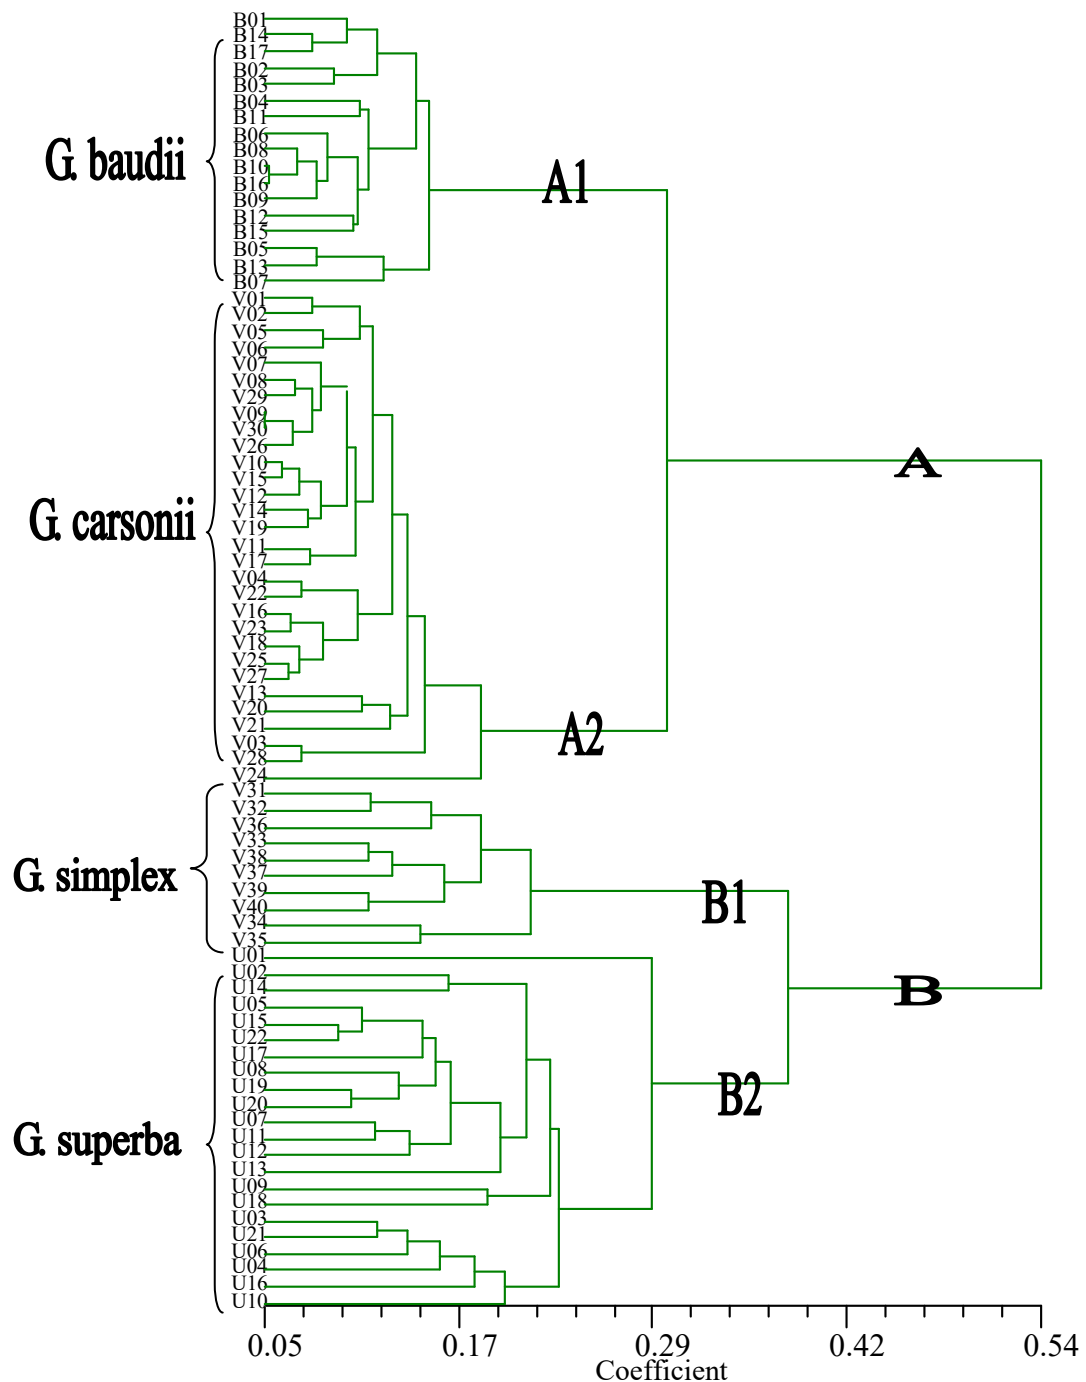 B01
B14
B17
B02
B03
B04
B11
B06
B08
G. baudii
B10
A1
B16
B09
B12
B15
B05
B13
B07
V01
V02
V05
V06
V07
V08
V29
V09
V30
V26
V10
A
V15
V12
V14
G. carsonii
V19
V11
V17
V04
V22
V16
V23
V18
V25
V27
V13
V20
V21
A2
V03
V28
V24
V31
V32
V36
V33
V38
G. simplex
V37
V39
B1
V40
V34
V35
U01
U02
U14
B
U05
U15
U22
U17
U08
U19
B2
U20
U07
U11
G. superba
U12
U13
U09
U18
U03
U21
U06
U04
U16
U10
0.05 0.17 0.29 0.42 0.54
Coefficient